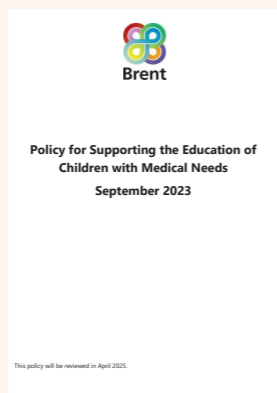 Brent
Policy for Supporting the Education of
Children with Medical Needs
September 2023
This policy will be reviewed in April 2025.